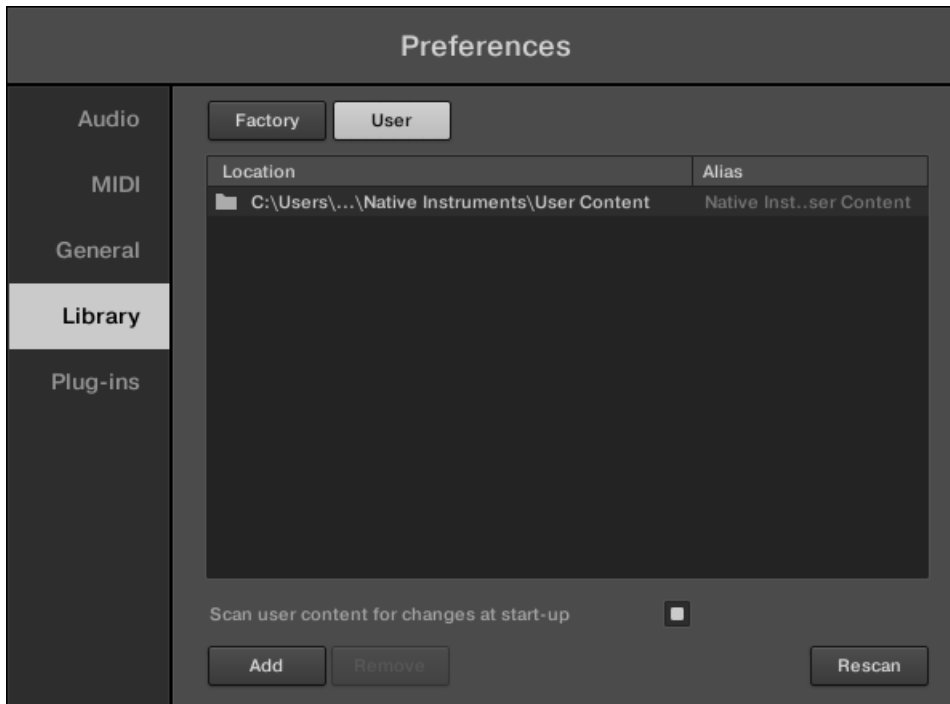 Preferences
Audio
MIDI
General
Library
Plug-ins
Factory User
Location Alias
C:\Users\...\Native Instruments\User Content Native Inst..ser Content
Scan user content for changes at start-up
Add Remove Rescan